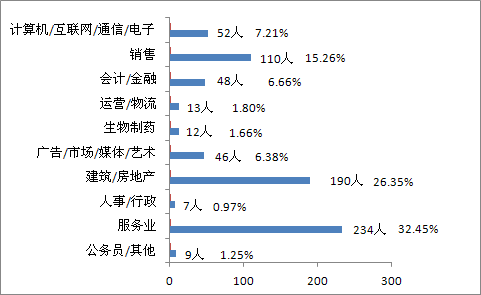 计算机/互联网/通信/电子 52人 7.21%
销售 110人 15.26%
会计/金融 48人 6.66%
运营/物流 13人 1.80%
生物制药 12人 1.66%
广告/市场/媒体/艺术 46人 6.38%
建筑/房地产 190人 26.35%
人事/行政 7人 0.97%
服务业 234人 32.45%
公务员/其他 9人 1.25%
0 100 200 300